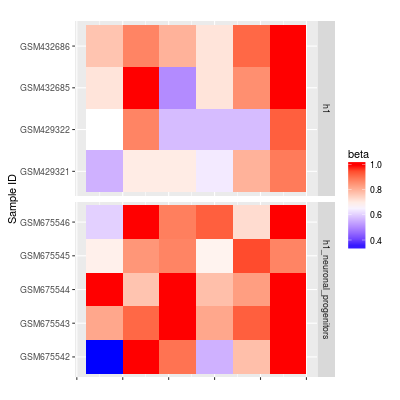 Sample ID
GSM432686
GSM432685
GSM429322
GSM429321
h1
GSM675546
GSM675545
GSM675544
GSM675543
GSM675542
h1_neuronal_progenitors
beta
1.0
0.8
0.6
0.4